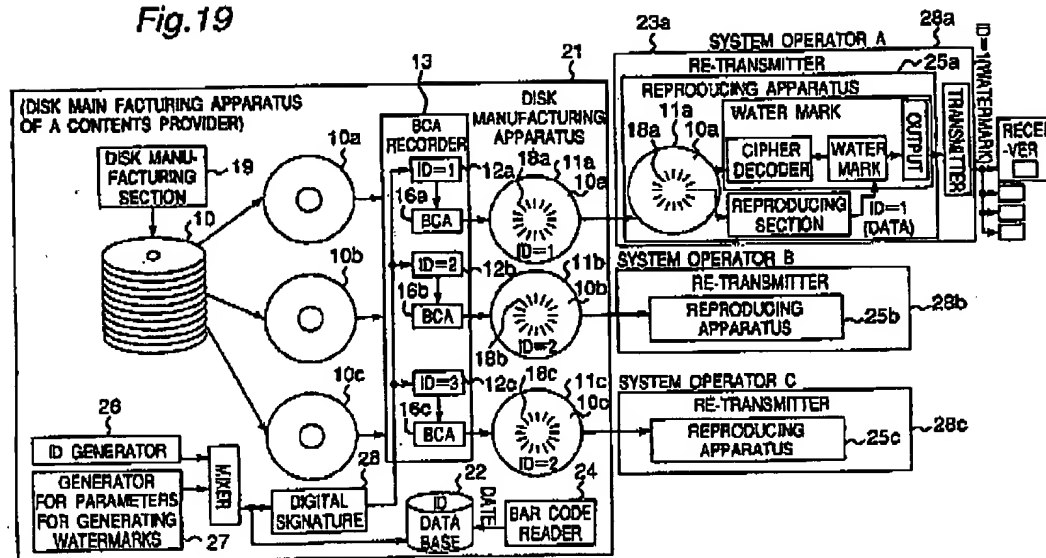 Fig.19
23a
28a
SYSTEM OPERATOR A
21
13
RE-TRANSMITTER
25a
(DISK MAIN FACTURING APPARATUS
OF A CONTENTS PROVIDER)
DISK
MANUFACTURING
APPARATUS
REPRODUCING APPARATUS
ID=1(WATERMARK)
BCA
RECORDER
10a
18a
11a
10a
WATER MARK
OUTPUT
TRANSMITTER
RECEI
-VER
DISK MANU-
FACTURING
SECTION
19
ID=1
12a
18a
11a
10a
CIPHER
DECODER
WATER
MARK
16a
BCA
ID=1
REPRODUCING
SECTION
ID=1
(DATA)
10
10b
ID=2
12b
11b
10b
SYSTEM OPERATOR B
RE-TRANSMITTER
16b
BCA
18b
ID=2
REPRODUCING
APPARATUS
25b
28b
10c
ID=3
12c
18c
11c
10c
SYSTEM OPERATOR C
RE-TRANSMITTER
16c
BCA
ID=2
REPRODUCING
APPARATUS
25c
28c
26
ID GENERATOR
MIXER
28
22
24
GENERATOR
FOR PARAMETERS
FOR GENERATING
WATERMARKS
27
DIGITAL
SIGNATURE
ID
DATA
BASE
DATE
BAR CODE
READER